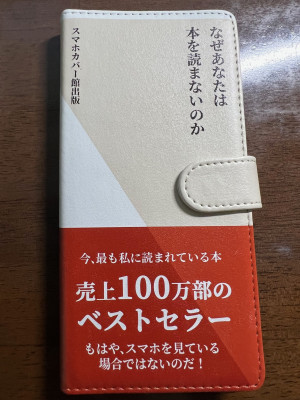 なぜあなたは
本を読まないのか
スマホカバー館出版
今、最も私に読まれている本
売上100万部の
ベストセラー
もはや、スマホを見ている
場合ではないのだ！